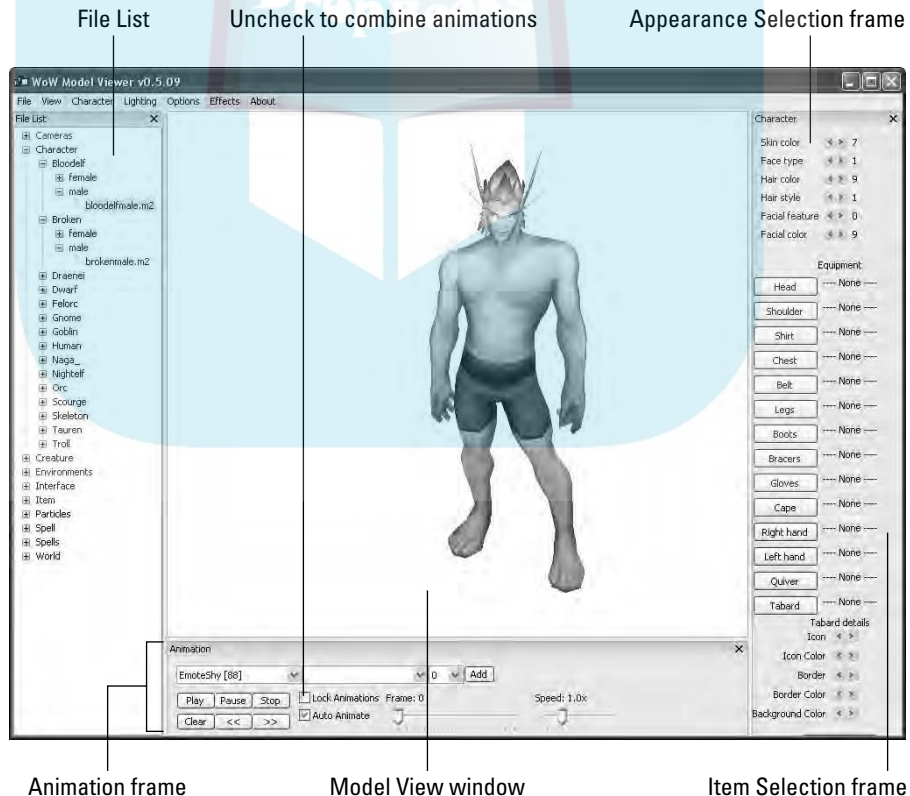 File List
Uncheck to combine animations
Appearance Selection frame
WoW Model Viewer v0.5.09
File View Character Lighting Options Effects About
File List
Cameras
Character
Bloodelf
female
male
bloodelfmale.m2
Broken
female
male
brokenmale.m2
Draenei
Dwarf
Felorc
Gnome
Goblin
Human
Naga_
Nightelf
Orc
Scourge
Skeleton
Tauren
Troll
Creature
Environments
Interface
Item
Particles
Spell
Spells
World
Character
Skin color 7
Face type 1
Hair color 9
Hair style 1
Facial feature 0
Facial color 9
Equipment
Head ---- None ----
Shoulder ---- None ----
Shirt ---- None ----
Chest ---- None ----
Belt ---- None ----
Legs ---- None ----
Boots ---- None ----
Bracers ---- None ----
Gloves ---- None ----
Cape ---- None ----
Right hand ---- None ----
Left hand ---- None ----
Quiver ---- None ----
Tabard ---- None ----
Tabard details
Icon
Icon Color
Border
Border Color
Background Color
Animation
EmoteShy [88] 0 Add
Play Pause Stop Lock Animations Frame: 0 Speed: 1.0x
Clear << >> Auto Animate
Animation frame
Model View window
Item Selection frame